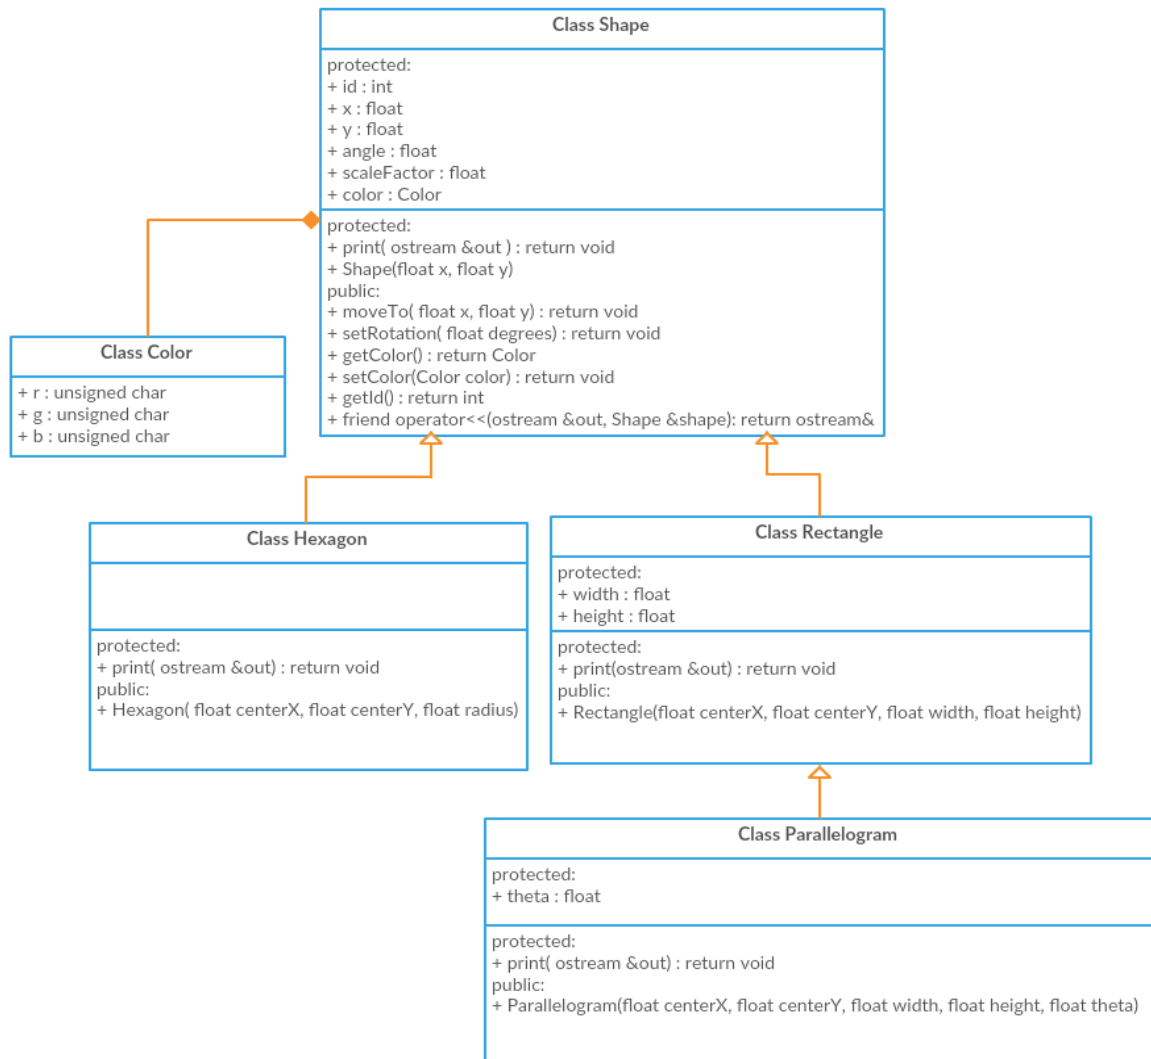 Class Shape
protected:
+ id : int
+ x : float
+ y : float
+ angle : float
+ scaleFactor : float
+ color : Color
protected:
+ print( ostream &out ) : return void
+ Shape(float x, float y)
public:
+ moveTo( float x, float y) : return void
+ setRotation( float degrees) : return void
+ getColor() : return Color
+ setColor(Color color) : return void
+ getId() : return int
+ friend operator<<(ostream &out, Shape &shape): return ostream&
Class Color
+ r : unsigned char
+ g : unsigned char
+ b : unsigned char
Class Hexagon
protected:
+ print( ostream &out) : return void
public:
+ Hexagon( float centerX, float centerY, float radius)
Class Rectangle
protected:
+ width : float
+ height : float
protected:
+ print(ostream &out) : return void
public:
+ Rectangle(float centerX, float centerY, float width, float height)
Class Parallelogram
protected:
+ theta : float
protected:
+ print( ostream &out) : return void
public:
+ Parallelogram(float centerX, float centerY, float width, float height, float theta)